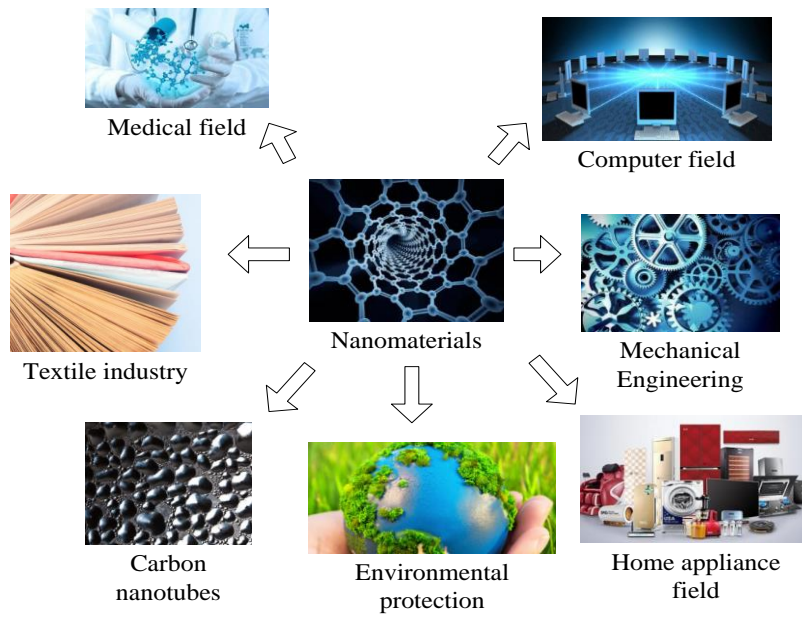 Medical field
Computer field
Nanomaterials
Textile industry
Mechanical
Engineering
Carbon
nanotubes
Environmental
protection
Home appliance
field